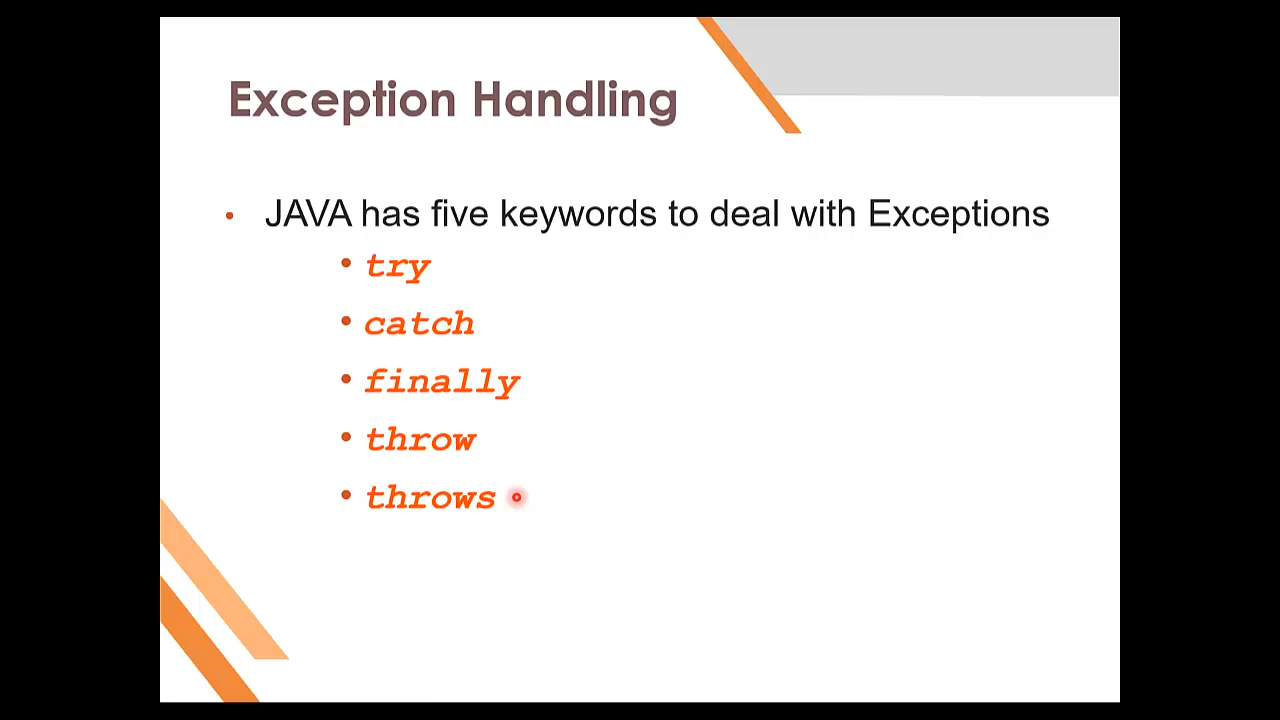 Exception Handling
• JAVA has five keywords to deal with Exceptions
• try
• catch
• finally
• throw
• throws